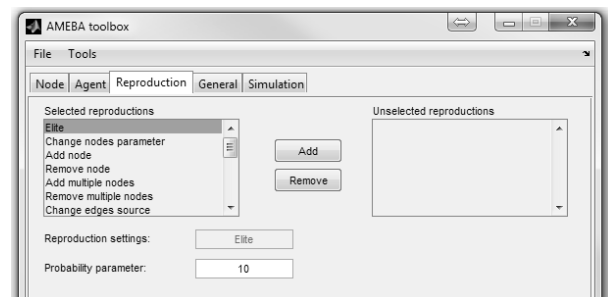 AMEBA toolbox
File Tools
Node Agent Reproduction General Simulation
Selected reproductions
Elite
Change nodes parameter
Add node
Remove node
Add multiple nodes
Remove multiple nodes
Change edges source
Add
Remove
Unselected reproductions
Reproduction settings: Elite
Probability parameter: 10